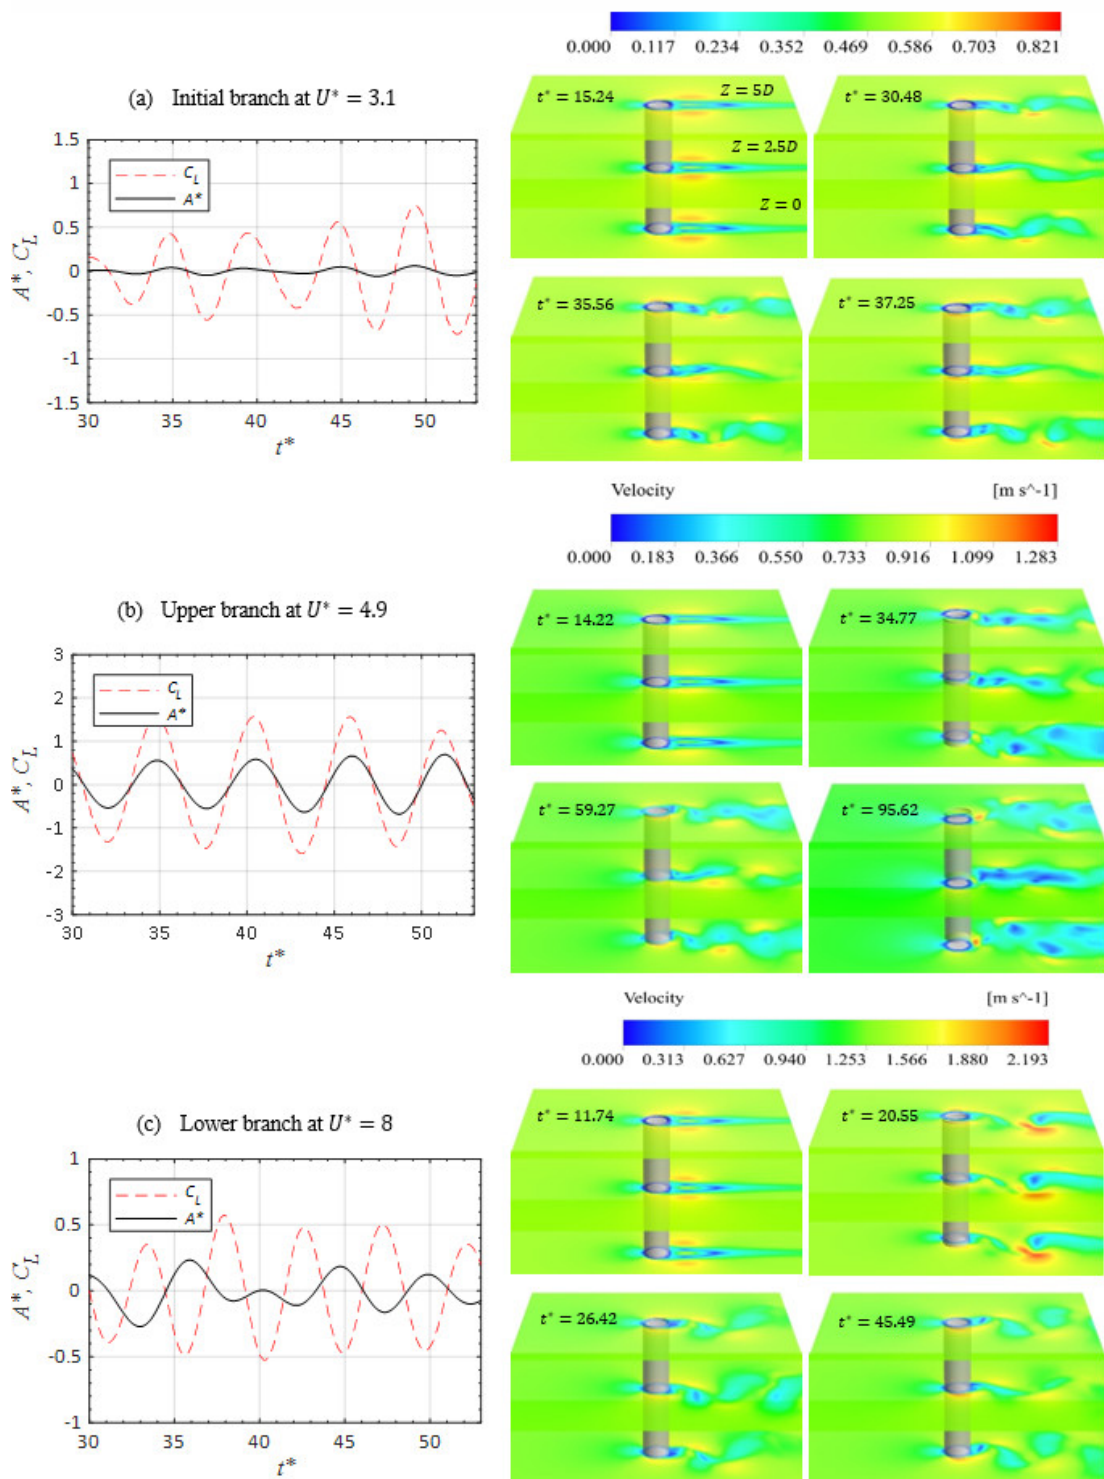 0.000 0.117 0.234 0.352 0.469 0.586 0.703 0.821
(a) Initial branch at U* = 3.1
1.5
1
0.5
0
-0.5
-1
-1.5
A*, C_L
C_L
A*
30 35 40 45 50
t*
t* = 15.24
Z = 5D
Z = 2.5D
Z = 0
t* = 30.48
t* = 35.56
t* = 37.25
Velocity [m s^-1]
0.000 0.183 0.366 0.550 0.733 0.916 1.099 1.283
(b) Upper branch at U* = 4.9
3
2
1
0
-1
-2
-3
A*, C_L
C_L
A*
30 35 40 45 50
t*
t* = 14.22
t* = 34.77
t* = 59.27
t* = 95.62
Velocity [m s^-1]
0.000 0.313 0.627 0.940 1.253 1.566 1.880 2.193
(c) Lower branch at U* = 8
1
0.5
0
-0.5
-1
A*, C_L
C_L
A*
30 35 40 45 50
t*
t* = 11.74
t* = 20.55
t* = 26.42
t* = 45.49